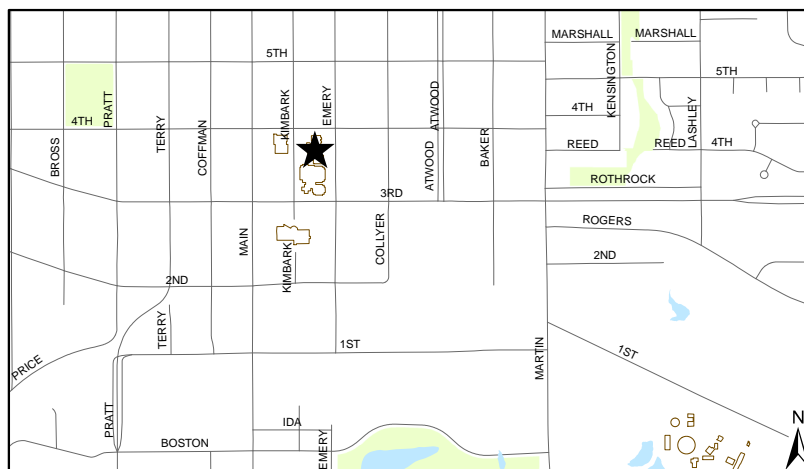 MARSHALL
MARSHALL
5TH
KENSINGTON
5TH
PRATT
4TH
TERRY
COFFMAN
KIMBARK
EMERY
ATWOOD
4TH
LASHLEY
BROSS
ATWOOD
BAKER
REED
REED
4TH
ROTHROCK
3RD
MAIN
COLLYER
ROGERS
2ND
KIMBARK
2ND
TERRY
1ST
MARTIN
1ST
PRICE
PRATT
IDA
BOSTON
EMERY
N